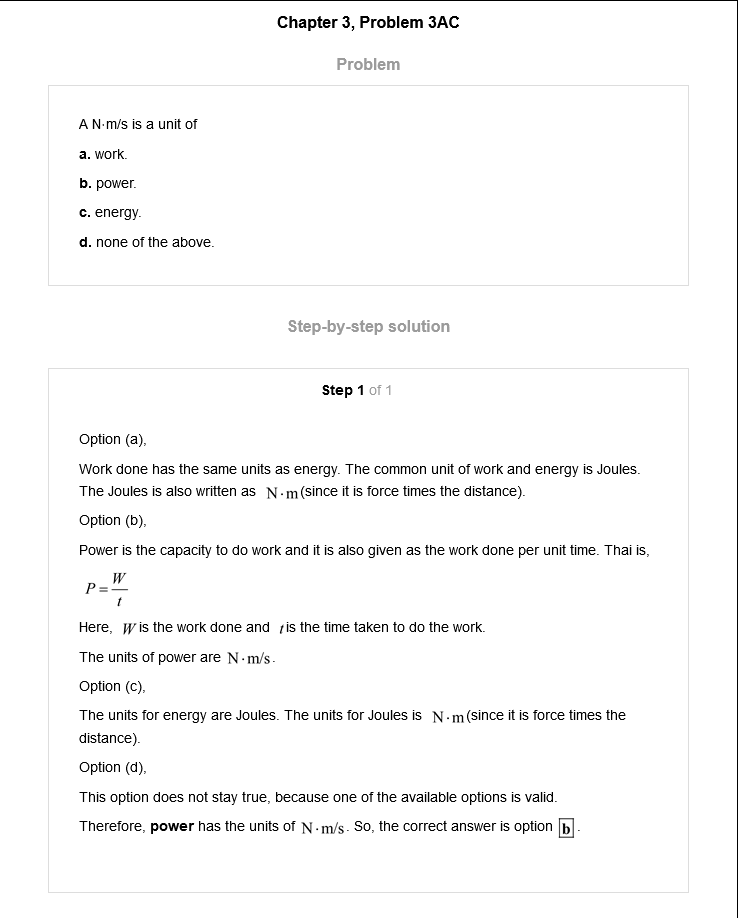 Chapter 3, Problem 3AC
Problem
A N·m/s is a unit of
a. work.
b. power.
c. energy.
d. none of the above.
Step-by-step solution
Step 1 of 1
Option (a),
Work done has the same units as energy. The common unit of work and energy is Joules.
The Joules is also written as N·m (since it is force times the distance).
Option (b),
Power is the capacity to do work and it is also given as the work done per unit time. Thai is,
P = W/t
Here, W is the work done and t is the time taken to do the work.
The units of power are N·m/s.
Option (c),
The units for energy are Joules. The units for Joules is N·m (since it is force times the
distance).
Option (d),
This option does not stay true, because one of the available options is valid.
Therefore, power has the units of N·m/s. So, the correct answer is option b.